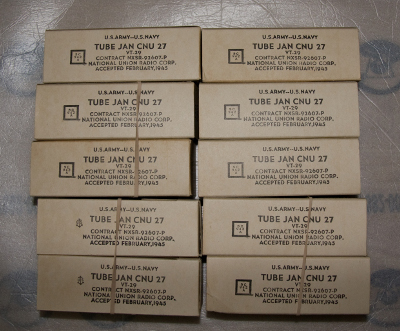 U.S.ARMY—U.S.NAVY
TUBE JAN CNU 27
VT-29
CONTRACT NXSR-92607-P
NATIONAL UNION RADIO CORP.
ACCEPTED FEBRUARY,1945
U.S.ARMY—U.S.NAVY
TUBE JAN CNU 27
VT-29
CONTRACT NXSR-92607-P
NATIONAL UNION RADIO CORP.
ACCEPTED FEBRUARY,1945
U.S.ARMY—U.S.NAVY
TUBE JAN CNU 27
VT-29
CONTRACT NXSR-92607-P
NATIONAL UNION RADIO CORP.
ACCEPTED FEBRUARY,1945
U.S.ARMY—U.S.NAVY
TUBE JAN CNU 27
VT-29
CONTRACT NXSR-92607-P
NATIONAL UNION RADIO CORP.
ACCEPTED FEBRUARY,1945
U.S.ARMY—U.S.NAVY
TUBE JAN CNU 27
VT-29
CONTRACT NXSR-92607-P
NATIONAL UNION RADIO CORP.
ACCEPTED FEBRUARY,1945
U.S.ARMY—U.S.NAVY
TUBE JAN CNU 27
VT-29
CONTRACT NXSR-92607-P
NATIONAL UNION RADIO CORP.
ACCEPTED FEBRUARY,1945
U.S.ARMY—U.S.NAVY
TUBE JAN CNU 27
VT-29
CONTRACT NXSR-92607-P
NATIONAL UNION RADIO CORP.
ACCEPTED FEBRUARY,1945
U.S.ARMY—U.S.NAVY
TUBE JAN CNU 27
VT-29
CONTRACT NXSR-92607-P
NATIONAL UNION RADIO CORP.
ACCEPTED FEBRUARY,1945
U.S.ARMY—U.S.NAVY
TUBE JAN CNU 27
VT-29
CONTRACT NXSR-92607-P
NATIONAL UNION RADIO CORP.
ACCEPTED FEBRUARY,1945
U.S.ARMY—U.S.NAVY
TUBE JAN CNU 27
VT-29
CONTRACT NXSR-92607-P
NATIONAL UNION RADIO CORP.
ACCEPTED FEBRUARY,1945